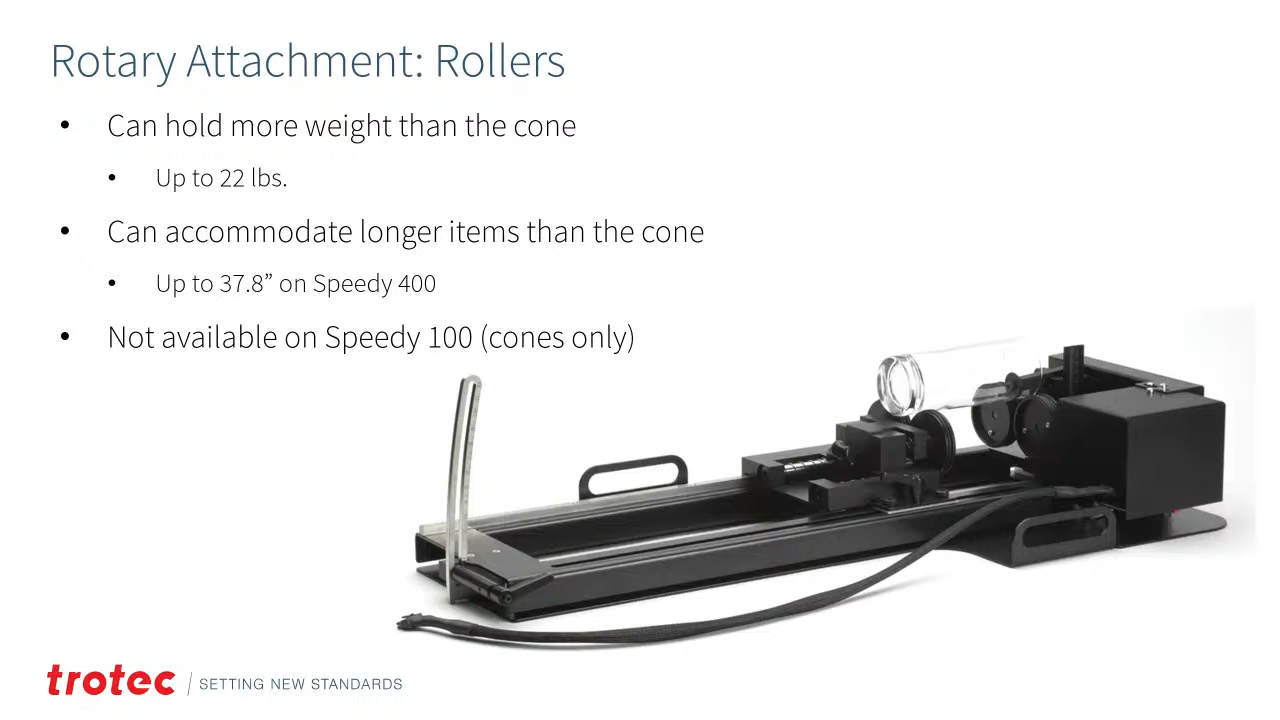 Rotary Attachment: Rollers
• Can hold more weight than the cone
• Up to 22 lbs.
• Can accommodate longer items than the cone
• Up to 37.8” on Speedy 400
• Not available on Speedy 100 (cones only)
trotec / SETTING NEW STANDARDS